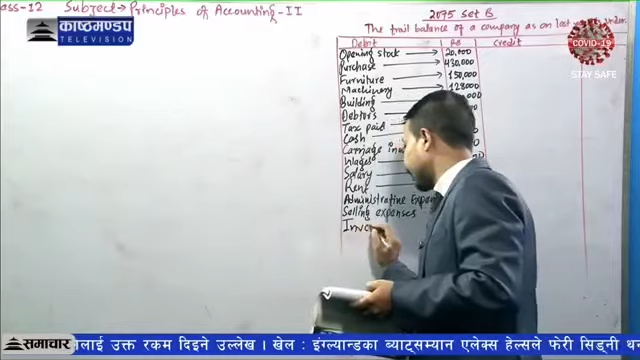 ass-12 Subject→Principles of Accounting-II
काष्ठमण्डप
TELEVISION
2075 Set B
The trail balance of a company as on last
Debit Rs Credit
COVID-19
STAY SAFE
Opening stock → 20,000
Purchase → 430,000
Furniture → 150,000
Machinery → 128000
Building
Debtors
Tax paid
Cash
Carriage
Wages
Salary
Rent
Administrative
Selling expenses
समाचार
लाई उक्त रकम दिइने उल्लेख । खेल : इंग्ल्यान्डका ब्याट्सम्यान एलेक्स हेल्सले फेरी सिड्नी